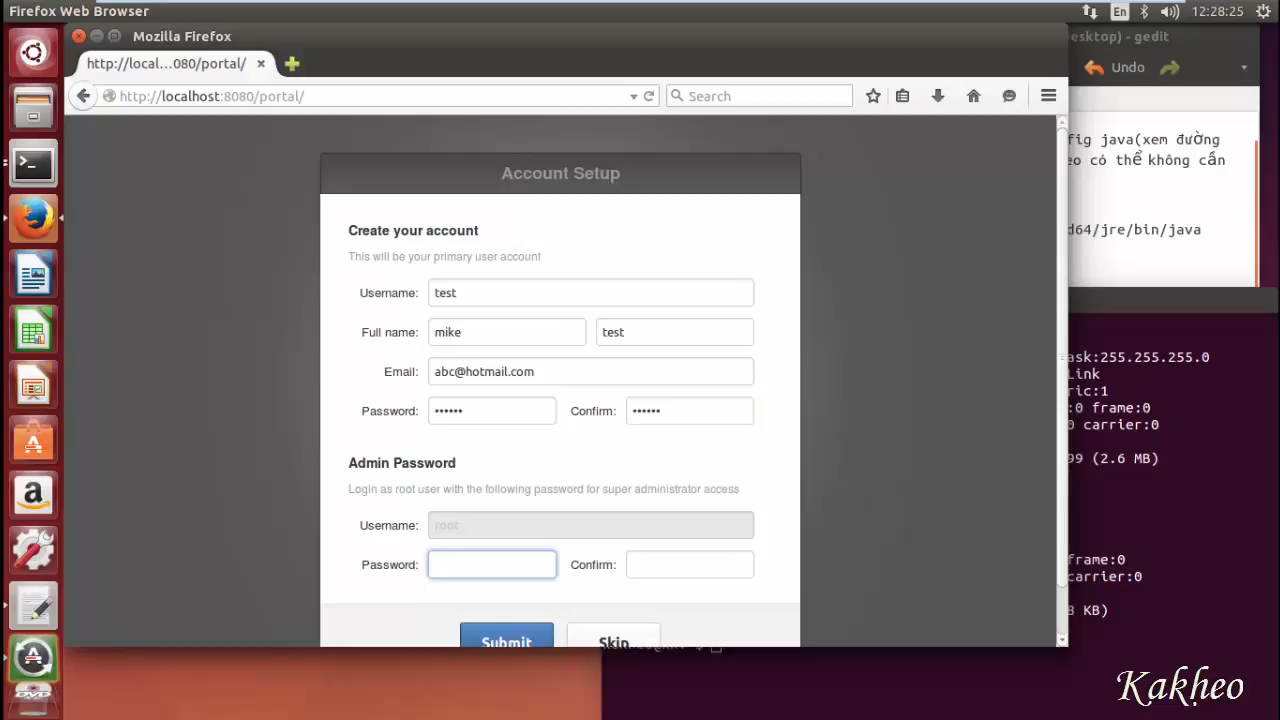 Firefox Web Browser
En
12:28:25
Mozilla Firefox
esktop) - gedit
http://local...080/portal/
Undo
http://localhost:8080/portal/
Search
fig java(xem đường
eo có thể không cần
d64/jre/bin/java
Account Setup
Create your account
This will be your primary user account
Username:
test
Full name:
mike
test
Email:
abc@hotmail.com
Password:
••••••
Confirm:
••••••
Admin Password
Login as root user with the following password for super administrator access
Username:
root
Password:
Confirm:
Submit
Skip
ask:255.255.255.0
Link
ric:1
:0 frame:0
0 carrier:0
99 (2.6 MB)
frame:0
carrier:0
8 KB)
DVD
Kakheo